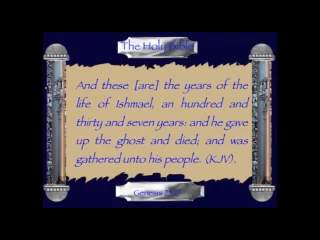 The Holy Bible
And these [are] the years of the
life of Ishmael, an hundred and
thirty and seven years: and he gave
up the ghost and died; and was
gathered unto his people. (KJV).
Genesis